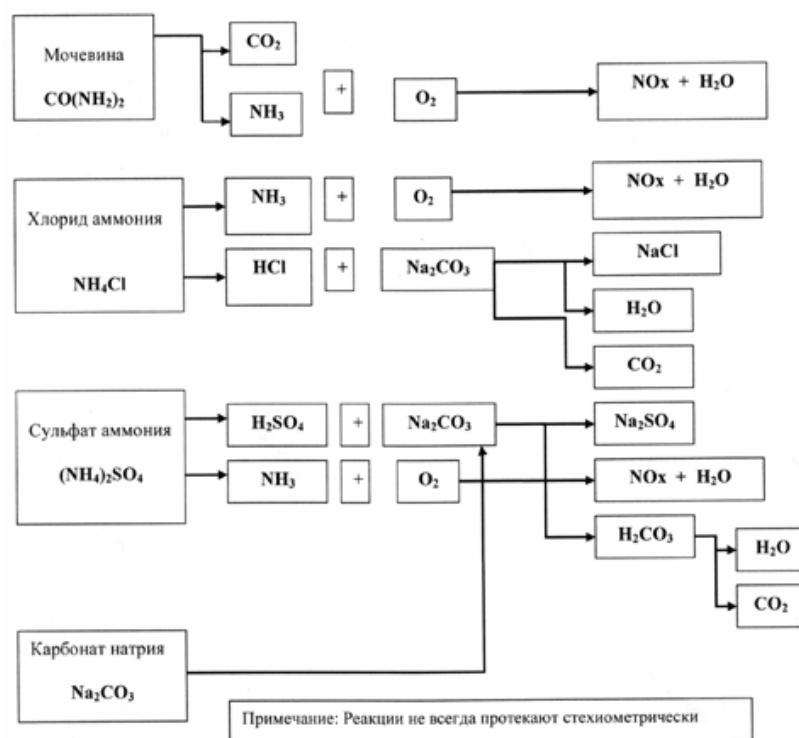 Мочевина
CO(NH₂)₂
CO₂
NH₃
+
O₂
NOx + H₂O
Хлорид аммония
NH₄Cl
NH₃
+
O₂
NOx + H₂O
HCl
+
Na₂CO₃
NaCl
H₂O
CO₂
Сульфат аммония
(NH₄)₂SO₄
H₂SO₄
+
Na₂CO₃
Na₂SO₄
NH₃
+
O₂
NOx + H₂O
H₂CO₃
H₂O
CO₂
Карбонат натрия
Na₂CO₃
Примечание: Реакции не всегда протекают стехиометрически